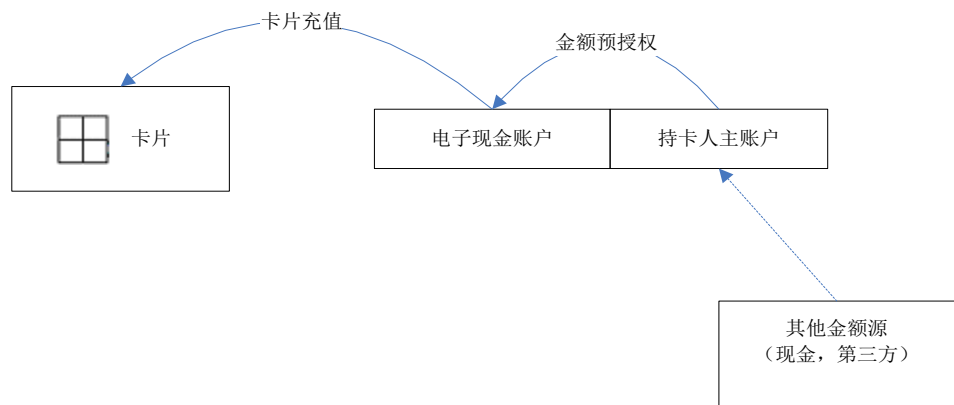 卡片充值
金额预授权
卡片
电子现金账户
持卡人主账户
其他金额源
（现金，第三方）